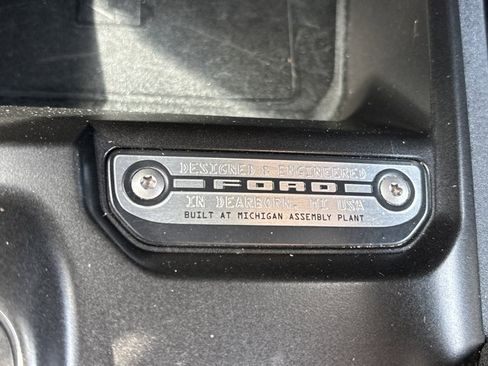 DESIGNED & ENGINEERED
FORD
IN DEARBORN, MI USA
BUILT AT MICHIGAN ASSEMBLY PLANT